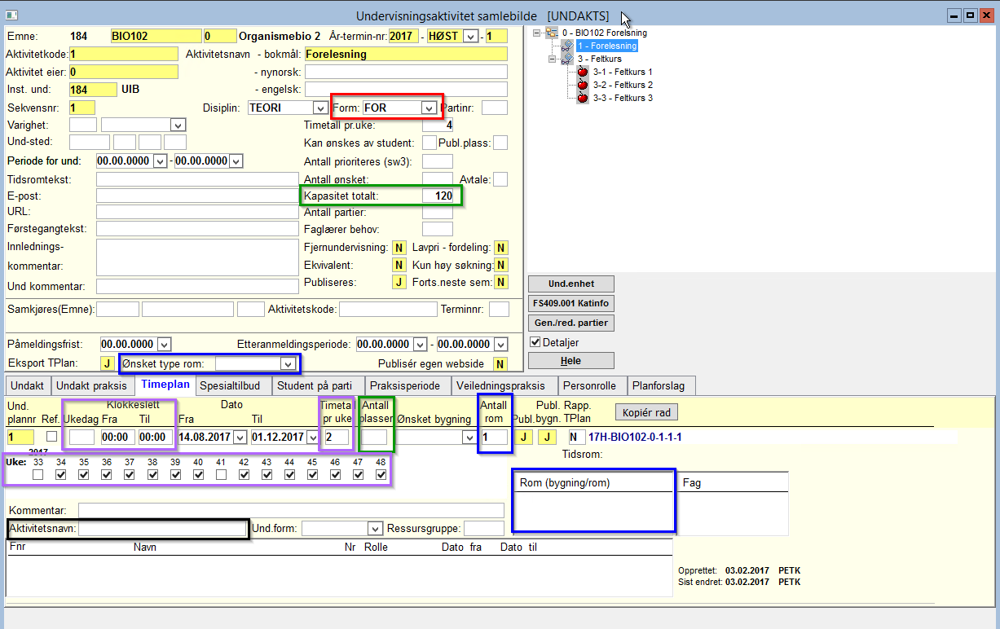 Undervisningsaktivitet samlebilde [UNDAKTS]
Emne: 184 BIO102 0 Organismebio 2 År-termin-nr: 2017 - HØST - 1
Aktivitetkode: 1 Aktivitetsnavn - bokmål: Forelesning
Aktivitet eier: 0 - nynorsk:
Inst. und: 184 UIB - engelsk:
Sekvensnr: 1 Disiplin: TEORI Form: FOR Partinr:
Varighet: Timetall pr.uke: 4
Und-sted: Kan ønskes av student: Publ.plass:
Periode for und: 00.00.0000 - 00.00.0000 Antall prioriteres (sw3):
Tidsromtekst: Antall ønsket: Avtale:
E-post: Kapasitet totalt: 120
URL: Antall partier:
Førstegangtekst: Faglærer behov:
Innlednings- Fjernundervisning: N Lavpri - fordeling: N
kommentar: Ekvivalent: N Kun høy søkning: N
Und kommentar: Publiseres: J Forts.neste sem: N
Samkjøres(Emne): Aktivitetskode: Terminnr:
Påmeldingsfrist: 00.00.0000 Etteranmeldingsperiode: 00.00.0000 - 00.00.0000
Eksport TPlan: J Ønsket type rom: Publisér egen webside N
0 - BIO102 Forelsning
1 - Forelesning
3 - Feltkurs
3-1 - Feltkurs 1
3-2 - Feltkurs 2
3-3 - Feltkurs 3
Und.enhet
FS409.001 Katinfo
Gen./red. partier
Detaljer
Hele
Undakt Undakt praksis Timeplan Spesialtilbud Student på parti Praksisperiode Veiledningspraksis Personrolle Planforslag
Und. Klokkeslett Dato Timetal Antall Antall Publ. Rapp.
plannr Ref. Ukedag Fra Til Fra Til pr uke plasser Ønsket bygning rom Publ. bygn. TPlan Kopiér rad
1 00:00 00:00 14.08.2017 01.12.2017 2 1 J J N 17H-BIO102-0-1-1-1
2017 Tidsrom:
Uke: 33 34 35 36 37 38 39 40 41 42 43 44 45 46 47 48
Rom (bygning/rom) Fag
Kommentar:
Aktivitetsnavn: Und.form: Ressursgruppe:
Fnr Navn Nr Rolle Dato fra Dato til
Opprettet: 03.02.2017 PETK
Sist endret: 03.02.2017 PETK